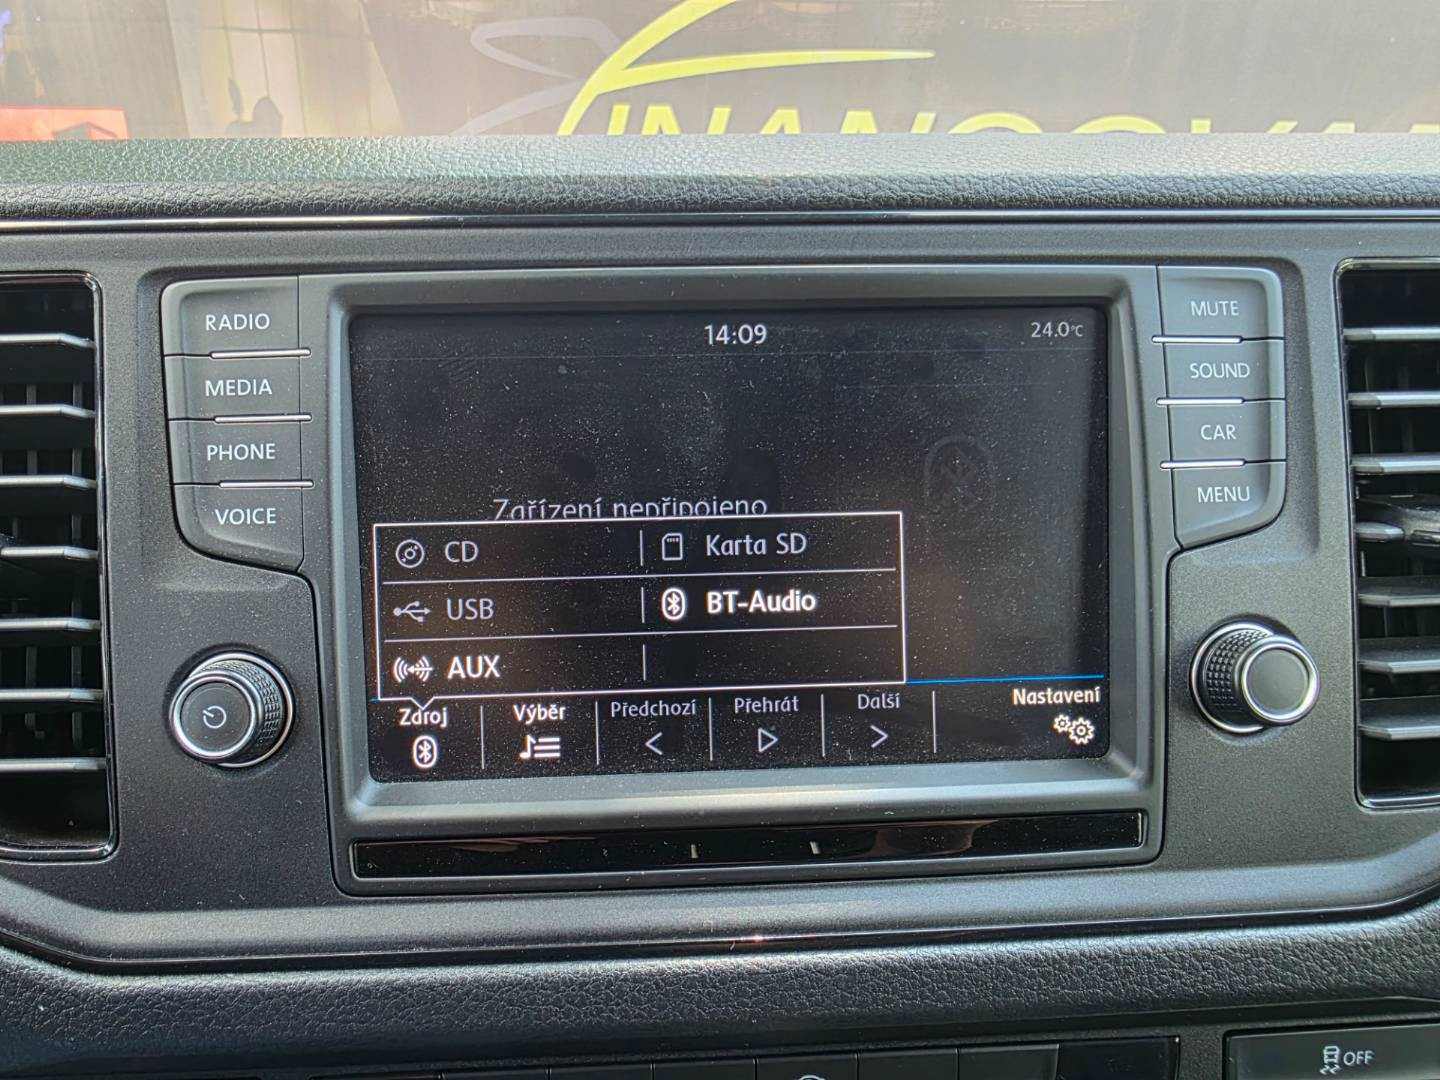 RADIO
MEDIA
PHONE
VOICE
14:09
24.0°C
Zařízení nepřipojeno
CD
Karta SD
USB
BT-Audio
AUX
Zdroj
Výběr
Předchozí
Přehrát
Další
Nastavení
MUTE
SOUND
CAR
MENU
OFF